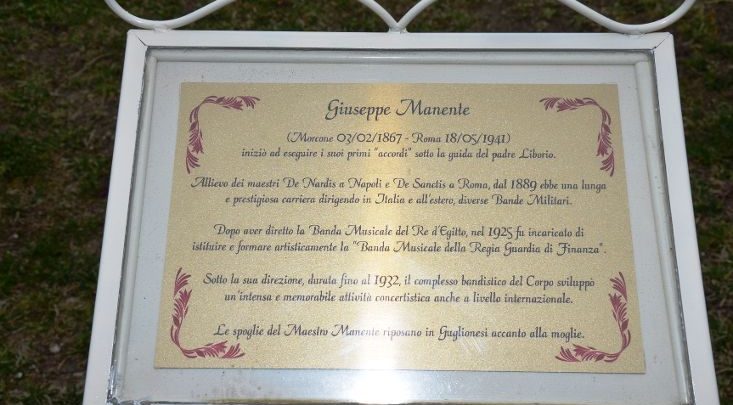 Giuseppe Manente
(Morcone 03/02/1867 - Roma 18/05/1941)
iniziò ad eseguire i suoi primi "accordi" sotto la guida del padre Liborio.
Allievo dei maestri De Nardis a Napoli e De Sanctis a Roma, dal 1889 ebbe una lunga
e prestigiosa carriera dirigendo in Italia e all'estero, diverse Bande Militari.
Dopo aver diretto la Banda Musicale del Re d'Egitto, nel 1925 fu incaricato di
istituire e formare artisticamente la "Banda Musicale della Regia Guardia di Finanza".
Sotto la sua direzione, durata fino al 1932, il complesso bandistico del Corpo sviluppò
un'intensa e memorabile attività concertistica anche a livello internazionale.
Le spoglie del Maestro Manente riposano in Guglionesi accanto alla moglie.